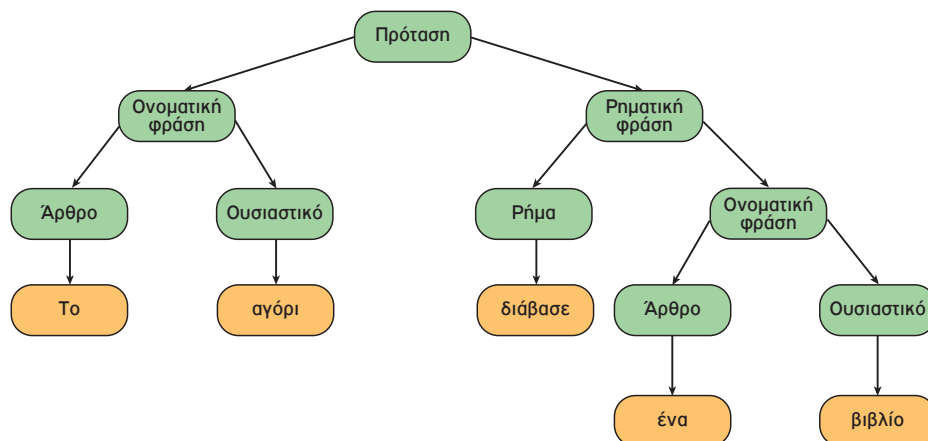 Πρόταση
Ονοματική
φράση
Ρηματική
φράση
Άρθρο
Ουσιαστικό
Ρήμα
Ονοματική
φράση
Το
αγόρι
διάβασε
Άρθρο
Ουσιαστικό
ένα
βιβλίο